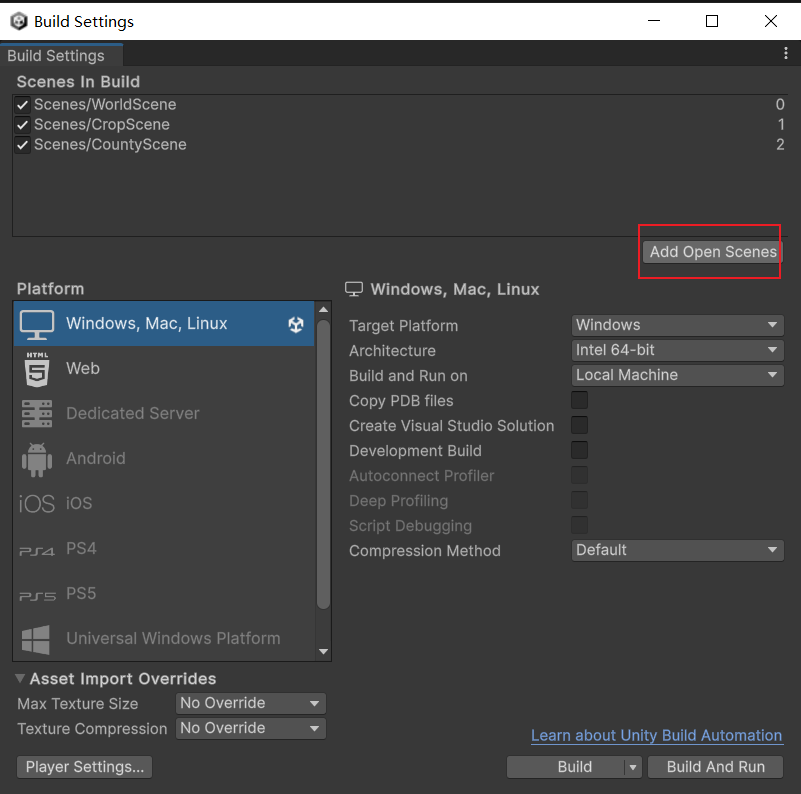 Build Settings
Build Settings
Scenes In Build
Scenes/WorldScene 0
Scenes/CropScene 1
Scenes/CountyScene 2
Add Open Scenes
Platform
Windows, Mac, Linux
HTML 5 Web
Dedicated Server
Android
iOS iOS
PS4 PS4
PS5 PS5
Universal Windows Platform
Windows, Mac, Linux
Target Platform Windows
Architecture Intel 64-bit
Build and Run on Local Machine
Copy PDB files
Create Visual Studio Solution
Development Build
Autoconnect Profiler
Deep Profiling
Script Debugging
Compression Method Default
Asset Import Overrides
Max Texture Size No Override
Texture Compression No Override
Learn about Unity Build Automation
Player Settings... Build Build And Run